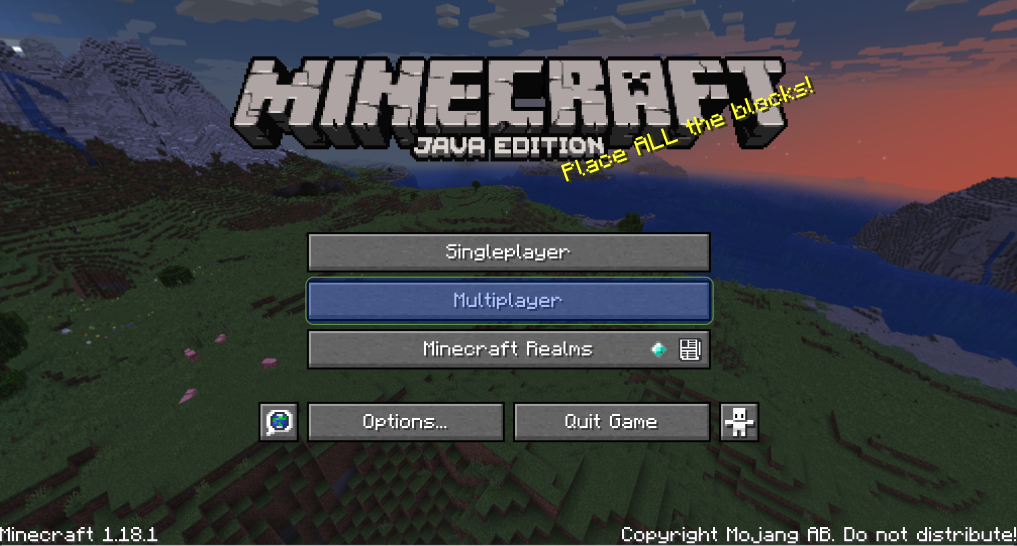 MINECRAFT
JAVA EDITION
Place ALL the blocks!
Singleplayer
Multiplayer
Minecraft Realms
Options...
Quit Game
Minecraft 1.18.1
Copyright Mojang AB. Do not distribute!